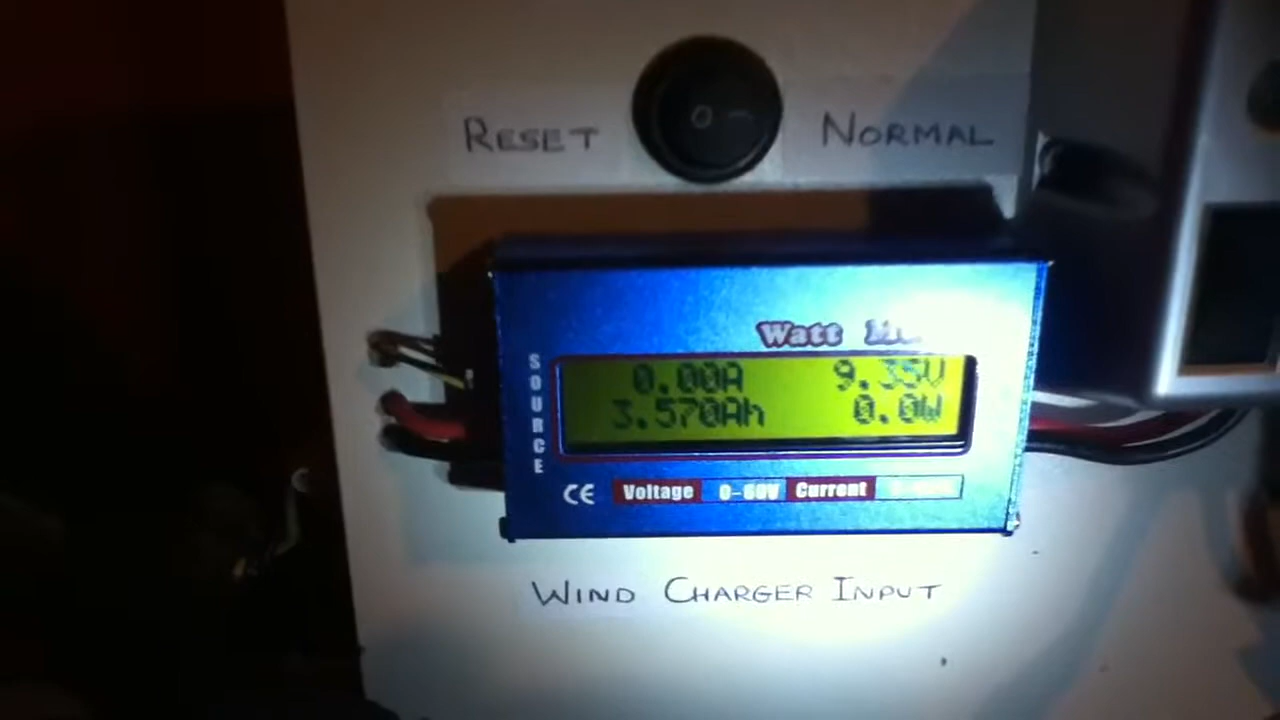 RESET
O -
NORMAL
Watt
0.00A 9.35V
3.570Ah 0.0W
SOURCE
CE Voltage 0-60V Current
WIND CHARGER INPUT